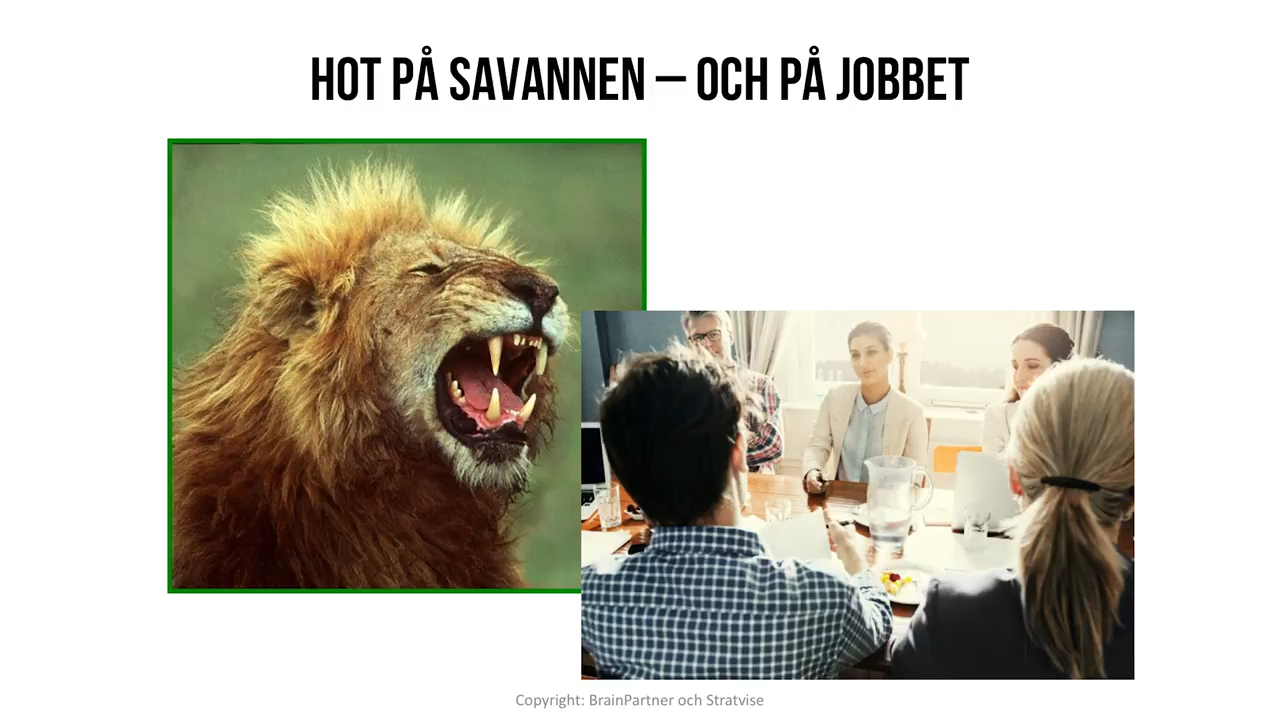 HOT PÅ SAVANNEN – OCH PÅ JOBBET
Copyright: BrainPartner och Stratvise